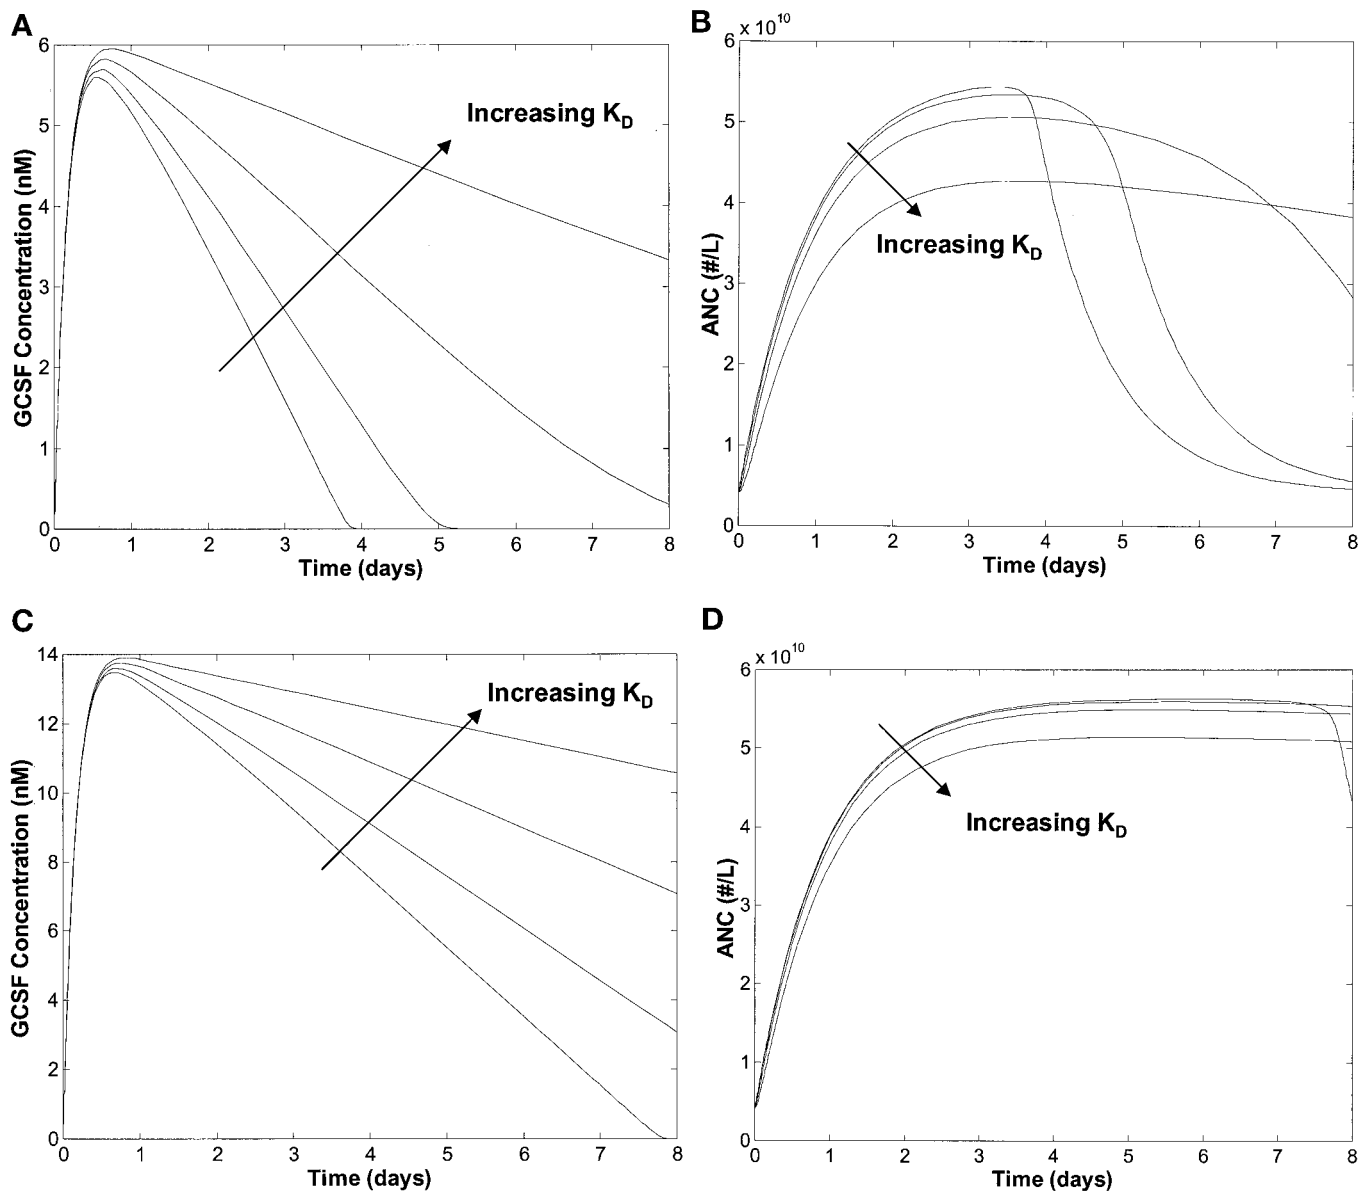 A
6
5
4
3
2
1
0
0 1 2 3 4 5 6 7 8
GCSF Concentration (nM)
Time (days)
Increasing K_D
B
x 10^10
6
5
4
3
2
1
0
0 1 2 3 4 5 6 7 8
ANC (#/L)
Time (days)
Increasing K_D
C
14
12
10
8
6
4
2
0
0 1 2 3 4 5 6 7 8
GCSF Concentration (nM)
Time (days)
Increasing K_D
D
x 10^10
6
5
4
3
2
1
0
0 1 2 3 4 5 6 7 8
ANC (#/L)
Time (days)
Increasing K_D